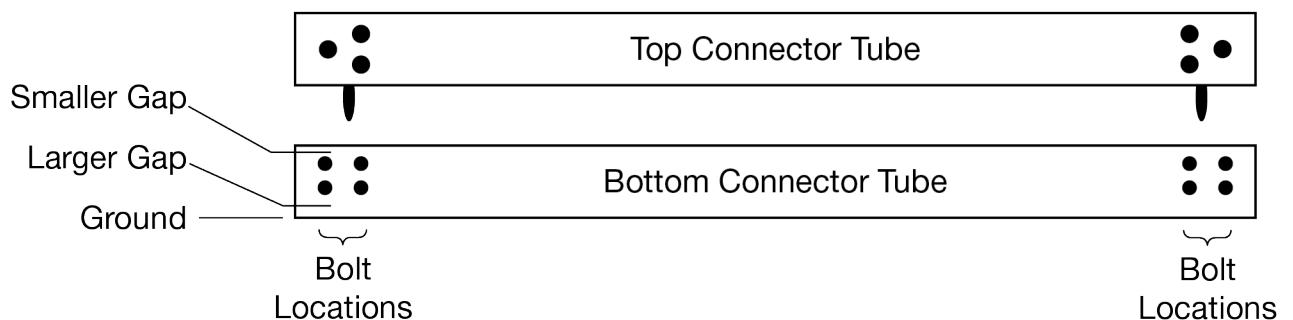 Top Connector Tube
Smaller Gap
Larger Gap
Bottom Connector Tube
Ground
Bolt
Locations
Bolt
Locations